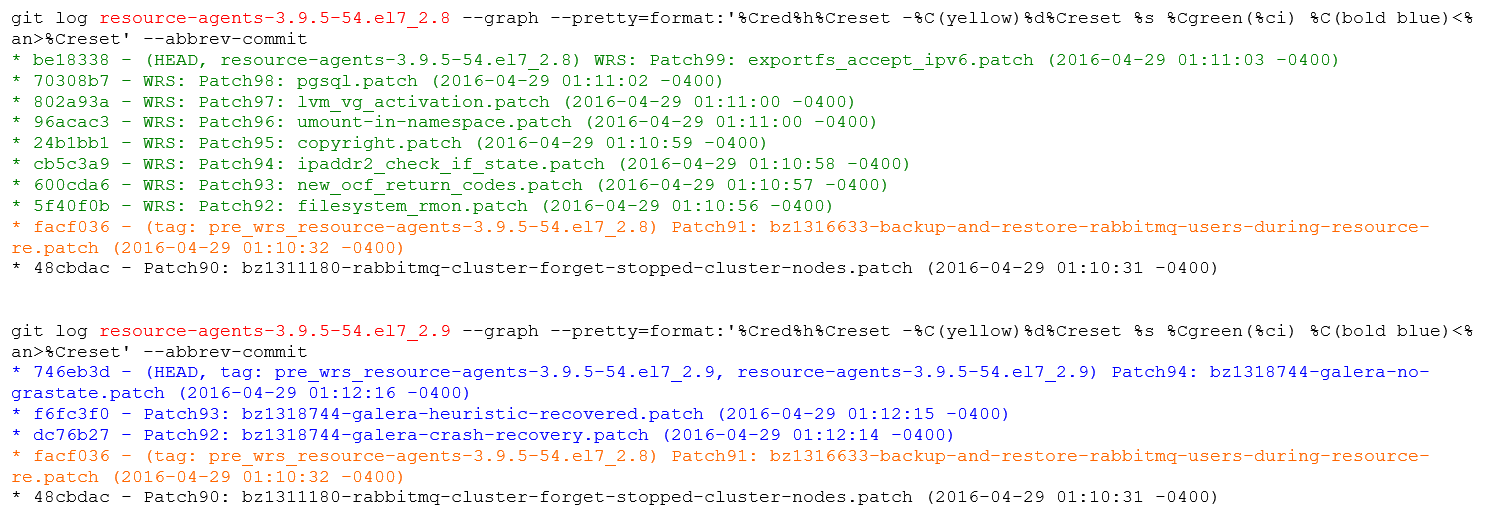 git log resource-agents-3.9.5-54.el7_2.8 --graph --pretty=format:'%Cred%h%Creset -%C(yellow)%d%Creset %s %Cgreen(%ci) %C(bold blue)<%
an>%Creset' --abbrev-commit
* be18338 - (HEAD, resource-agents-3.9.5-54.el7_2.8) WRS: Patch99: exportfs_accept_ipv6.patch (2016-04-29 01:11:03 -0400)
* 70308b7 - WRS: Patch98: pgsql.patch (2016-04-29 01:11:02 -0400)
* 802a93a - WRS: Patch97: lvm_vg_activation.patch (2016-04-29 01:11:00 -0400)
* 96acac3 - WRS: Patch96: umount-in-namespace.patch (2016-04-29 01:11:00 -0400)
* 24b1bb1 - WRS: Patch95: copyright.patch (2016-04-29 01:10:59 -0400)
* cb5c3a9 - WRS: Patch94: ipaddr2_check_if_state.patch (2016-04-29 01:10:58 -0400)
* 600cda6 - WRS: Patch93: new_ocf_return_codes.patch (2016-04-29 01:10:57 -0400)
* 5f40f0b - WRS: Patch92: filesystem_rmon.patch (2016-04-29 01:10:56 -0400)
* facf036 - (tag: pre_wrs_resource-agents-3.9.5-54.el7_2.8) Patch91: bz1316633-backup-and-restore-rabbitmq-users-during-resource-
re.patch (2016-04-29 01:10:32 -0400)
* 48cbdac - Patch90: bz1311180-rabbitmq-cluster-forget-stopped-cluster-nodes.patch (2016-04-29 01:10:31 -0400)
git log resource-agents-3.9.5-54.el7_2.9 --graph --pretty=format:'%Cred%h%Creset -%C(yellow)%d%Creset %s %Cgreen(%ci) %C(bold blue)<%
an>%Creset' --abbrev-commit
* 746eb3d - (HEAD, tag: pre_wrs_resource-agents-3.9.5-54.el7_2.9, resource-agents-3.9.5-54.el7_2.9) Patch94: bz1318744-galera-no-
grastate.patch (2016-04-29 01:12:16 -0400)
* f6fc3f0 - Patch93: bz1318744-galera-heuristic-recovered.patch (2016-04-29 01:12:15 -0400)
* dc76b27 - Patch92: bz1318744-galera-crash-recovery.patch (2016-04-29 01:12:14 -0400)
* facf036 - (tag: pre_wrs_resource-agents-3.9.5-54.el7_2.8) Patch91: bz1316633-backup-and-restore-rabbitmq-users-during-resource-
re.patch (2016-04-29 01:10:32 -0400)
* 48cbdac - Patch90: bz1311180-rabbitmq-cluster-forget-stopped-cluster-nodes.patch (2016-04-29 01:10:31 -0400)